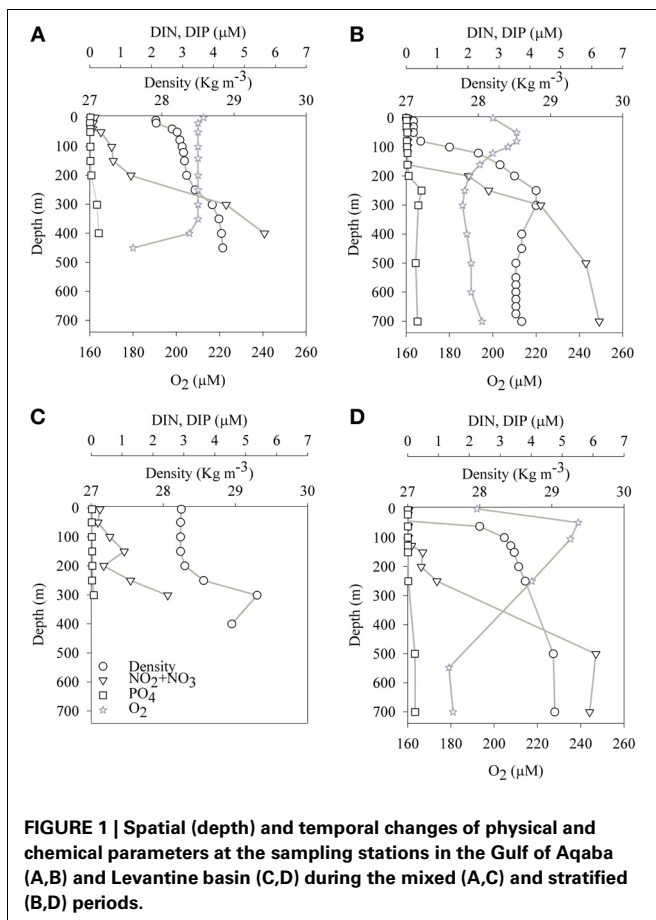 A
DIN, DIP (μM)
0 1 2 3 4 5 6 7
Density (Kg m-3)
27 28 29 30
0
100
200
300
400
500
600
700
Depth (m)
160 180 200 220 240 260
O2 (μM)
B
DIN, DIP (μM)
0 1 2 3 4 5 6 7
Density (Kg m-3)
27 28 29 30
0
100
200
300
400
500
600
700
Depth (m)
160 180 200 220 240 260
O2 (μM)
C
DIN, DIP (μM)
0 1 2 3 4 5 6 7
Density (Kg m-3)
27 28 29 30
0
100
200
300
400
500
600
700
Depth (m)
Density
NO2+NO3
PO4
O2
D
DIN, DIP (μM)
0 1 2 3 4 5 6 7
Density (Kg m-3)
27 28 29 30
0
100
200
300
400
500
600
700
Depth (m)
160 180 200 220 240 260
O2 (μM)
FIGURE 1 | Spatial (depth) and temporal changes of physical and
chemical parameters at the sampling stations in the Gulf of Aqaba
(A,B) and Levantine basin (C,D) during the mixed (A,C) and stratified
(B,D) periods.